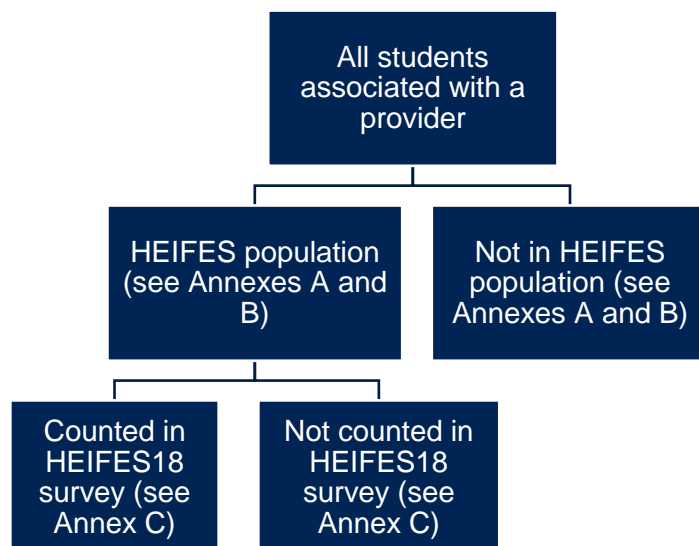 All students
associated with a
provider
HEIFES population
(see Annexes A and
B)
Not in HEIFES
population (see
Annexes A and B)
Counted in
HEIFES18
survey (see
Annex C)
Not counted in
HEIFES18
survey (see
Annex C)